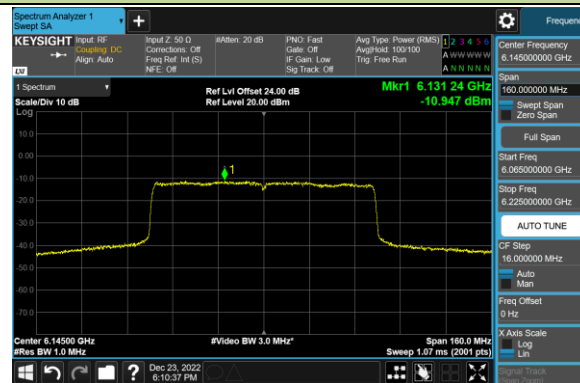 Spectrum Analyzer 1
Swept SA
Frequen
KEYSIGHT
Input: RF
Coupling: DC
Align: Auto
Input Z: 50 Ω
Corrections: Off
Freq Ref: Int (S)
NFE: Off
#Atten: 20 dB
PNO: Fast
Gate: Off
IF Gain: Low
Sig Track: Off
Avg Type: Power (RMS)
Avg|Hold: 100/100
Trig: Free Run
1 2 3 4 5 6
A W W W W W
A N N N N N
LXI
1 Spectrum
Scale/Div 10 dB
Log
Ref Lvl Offset 24.00 dB
Ref Level 20.00 dBm
Mkr1 6.131 24 GHz
-10.947 dBm
10.0
0.00
-10.0
-20.0
-30.0
-40.0
-50.0
-60.0
-70.0
1
Center 6.14500 GHz
#Res BW 1.0 MHz
#Video BW 3.0 MHz*
Span 160.0 MHz
Sweep 1.07 ms (2001 pts)
Center Frequency
6.145000000 GHz
Span
160.000000 MHz
Swept Span
Zero Span
Full Span
Start Freq
6.065000000 GHz
Stop Freq
6.225000000 GHz
AUTO TUNE
CF Step
16.000000 MHz
Auto
Man
Freq Offset
0 Hz
X Axis Scale
Log
Lin
Signal Track
Dec 23, 2022
6:10:37 PM